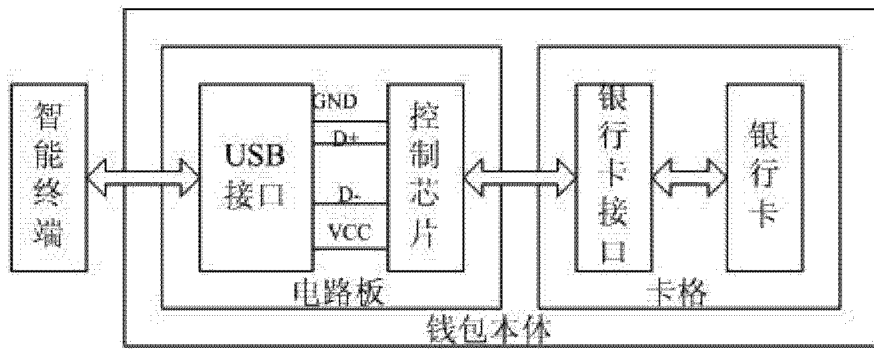 智能终端
USB
接口
GND
D+
D-
VCC
控制芯片
电路板
银行卡接口
银行卡
卡格
钱包本体